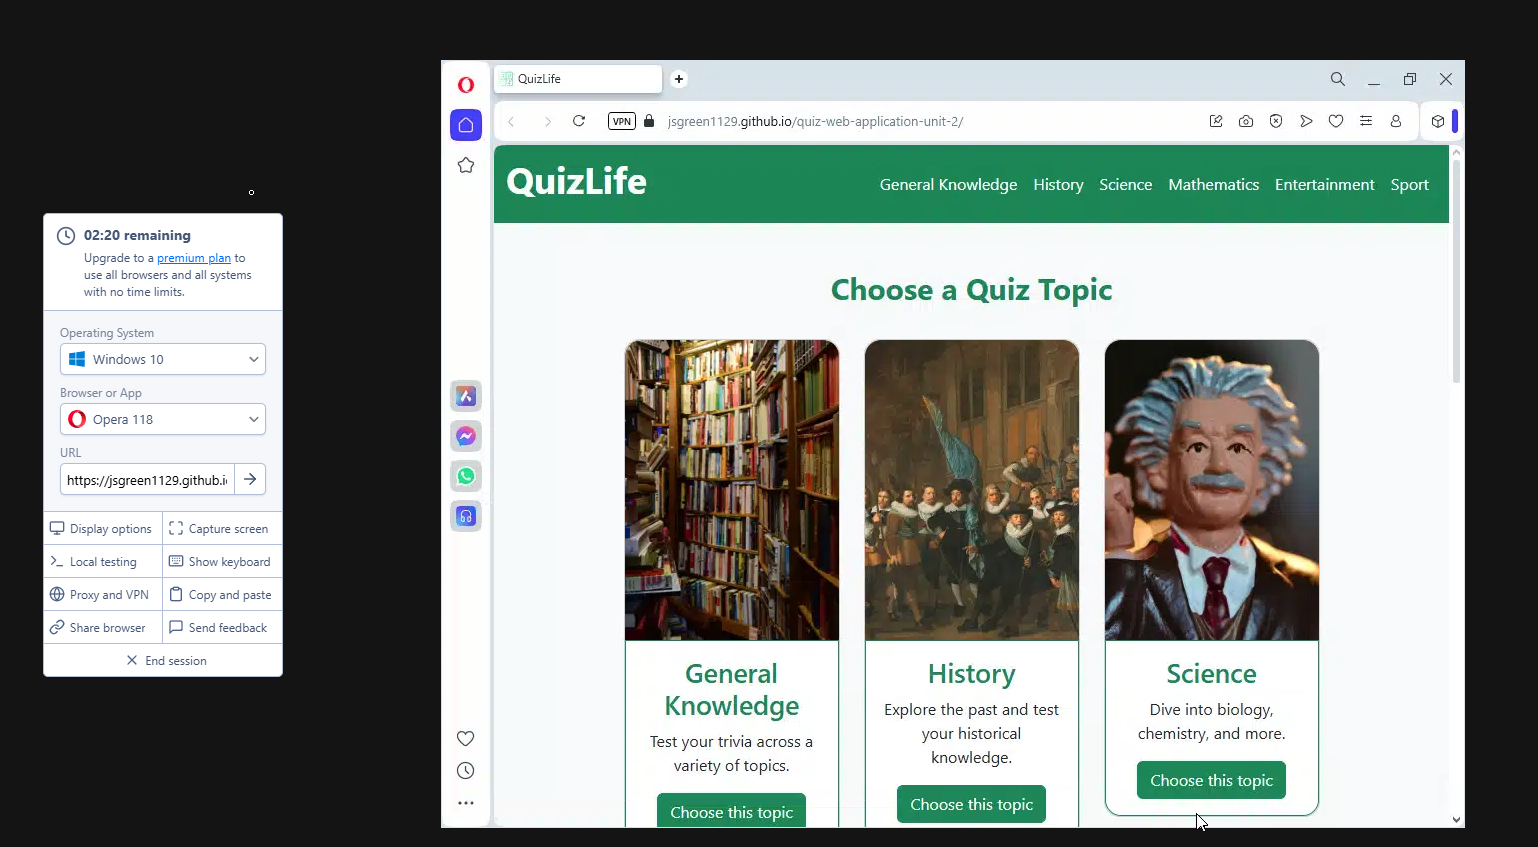 QuizLife
VPN
jsgreen1129.github.io/quiz-web-application-unit-2/
QuizLife
General Knowledge
History
Science
Mathematics
Entertainment
Sport
02:20 remaining
Upgrade to a premium plan to
use all browsers and all systems
with no time limits.
Operating System
Windows 10
Browser or App
Opera 118
URL
https://jsgreen1129.github.i
Display options
Capture screen
Local testing
Show keyboard
Proxy and VPN
Copy and paste
Share browser
Send feedback
End session
Choose a Quiz Topic
General
Knowledge
Test your trivia across a
variety of topics.
Choose this topic
History
Explore the past and test
your historical
knowledge.
Choose this topic
Science
Dive into biology,
chemistry, and more.
Choose this topic